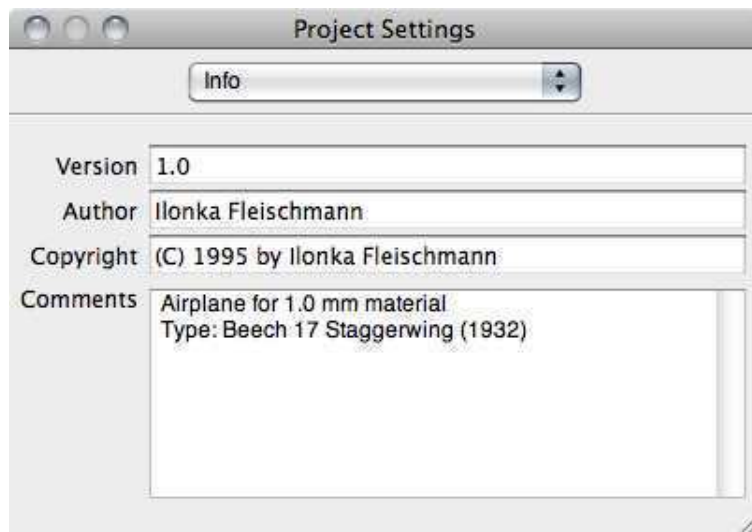 Project Settings
Info
Version 1.0
Author Ilonka Fleischmann
Copyright (C) 1995 by Ilonka Fleischmann
Comments Airplane for 1.0 mm material
Type: Beech 17 Staggerwing (1932)